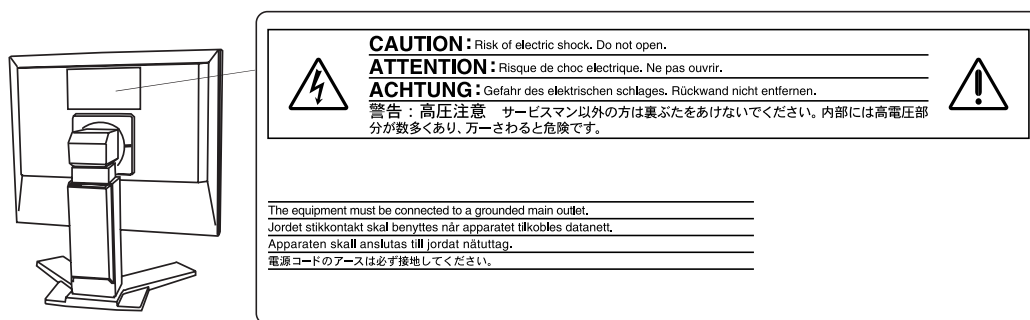 CAUTION : Risk of electric shock. Do not open.
ATTENTION : Risque de choc electrique. Ne pas ouvrir.
ACHTUNG : Gefahr des elektrischen schlages. Rückwand nicht entfernen.
警告：高圧注意　サービスマン以外の方は裏ぶたをあけないでください。内部には高電圧部
分が数多くあり、万一さわると危険です。
The equipment must be connected to a grounded main outlet.
Jordet stikkontakt skal benyttes når apparatet tilkobles datanett.
Apparaten skall anslutas till jordat nätuttag.
電源コードのアースは必ず接地してください。